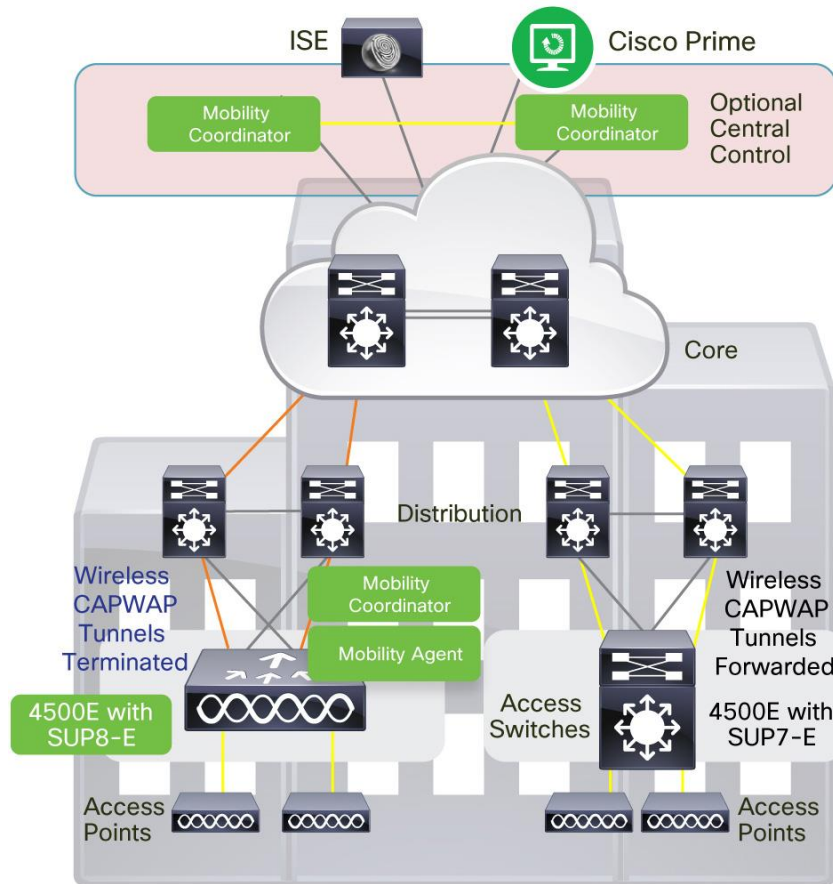 ISE
Cisco Prime
Mobility
Coordinator
Mobility
Coordinator
Optional
Central
Control
Core
Distribution
Wireless
CAPWAP
Tunnels
Terminated
Mobility
Coordinator
Mobility Agent
Wireless
CAPWAP
Tunnels
Forwarded
4500E with
SUP8-E
Access
Switches
4500E with
SUP7-E
Access
Points
Access
Points